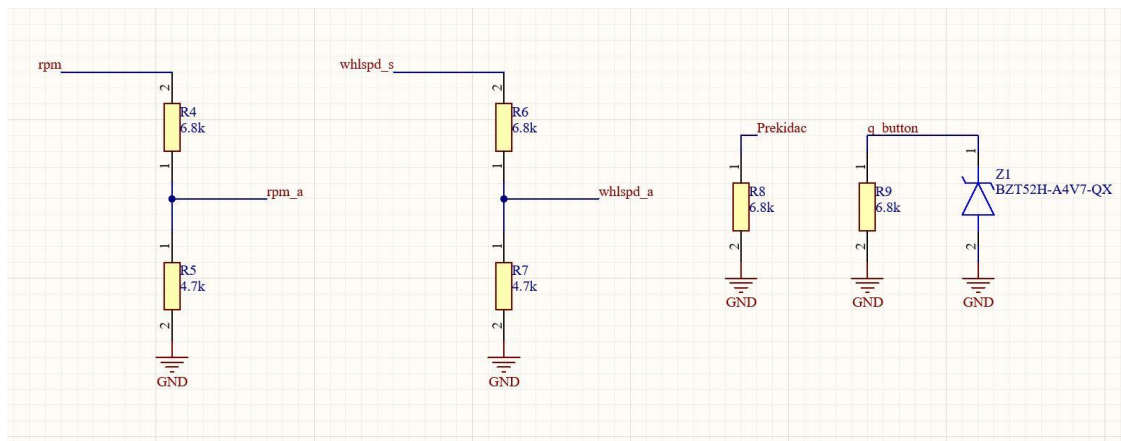 rpm
2
R4
6.8k
1
rpm_a
1
R5
4.7k
2
GND
whlspd_s
2
R6
6.8k
1
whlspd_a
1
R7
4.7k
2
GND
Prekidac
1
R8
6.8k
2
GND
q_button
1
R9
6.8k
2
GND
1
Z1
BZT52H-A4V7-QX
2
GND